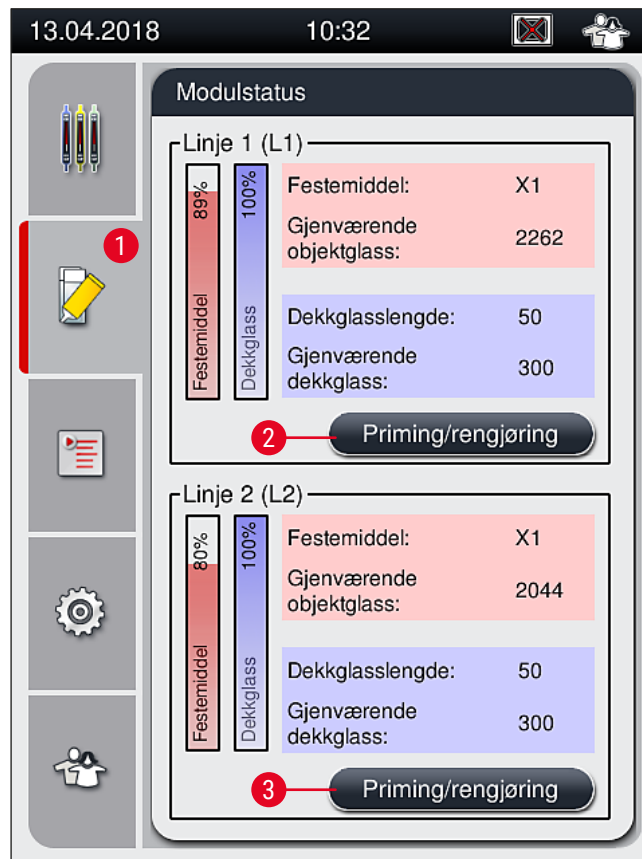 13.04.2018 10:32
1
Modulstatus
Linje 1 (L1)
89%
Festemiddel
100%
Dekkglass
Festemiddel: X1
Gjenværende
objektglass: 2262
Dekkglasslengde: 50
Gjenværende
dekkglass: 300
2
Priming/rengjøring
Linje 2 (L2)
80%
Festemiddel
100%
Dekkglass
Festemiddel: X1
Gjenværende
objektglass: 2044
Dekkglasslengde: 50
Gjenværende
dekkglass: 300
3
Priming/rengjøring